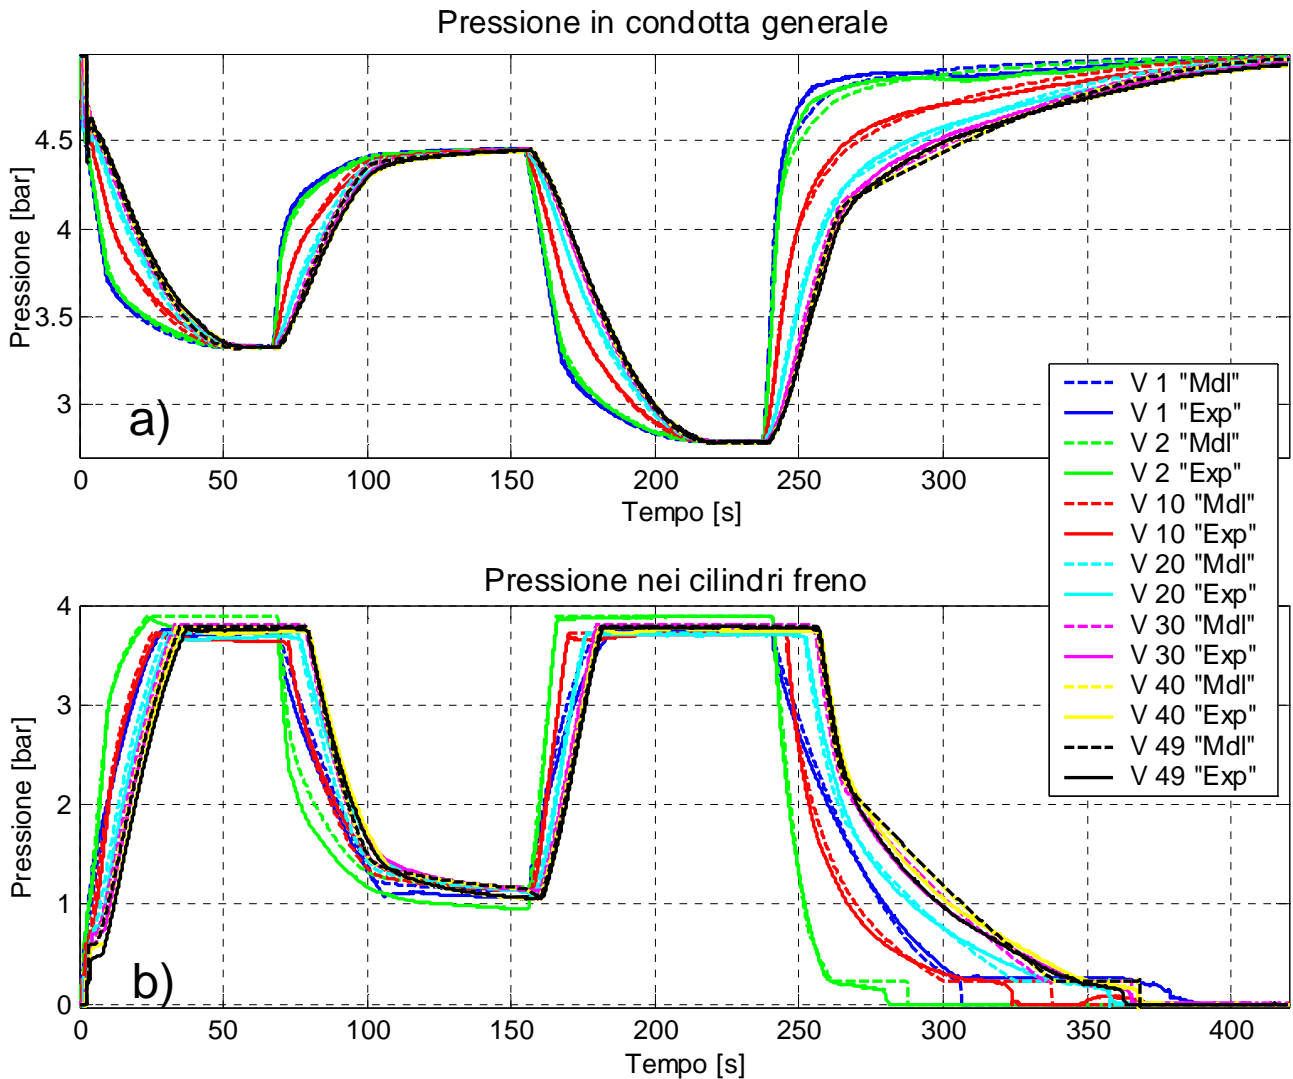 Pressione in condotta generale
Pressione [bar]
4.5
4
3.5
3
a)
0 50 100 150 200 250 300
Tempo [s]
V 1 "Mdl"
V 1 "Exp"
V 2 "Mdl"
V 2 "Exp"
V 10 "Mdl"
V 10 "Exp"
V 20 "Mdl"
V 20 "Exp"
V 30 "Mdl"
V 30 "Exp"
V 40 "Mdl"
V 40 "Exp"
V 49 "Mdl"
V 49 "Exp"
Pressione nei cilindri freno
Pressione [bar]
4
3
2
1
0
b)
0 50 100 150 200 250 300 350 400
Tempo [s]